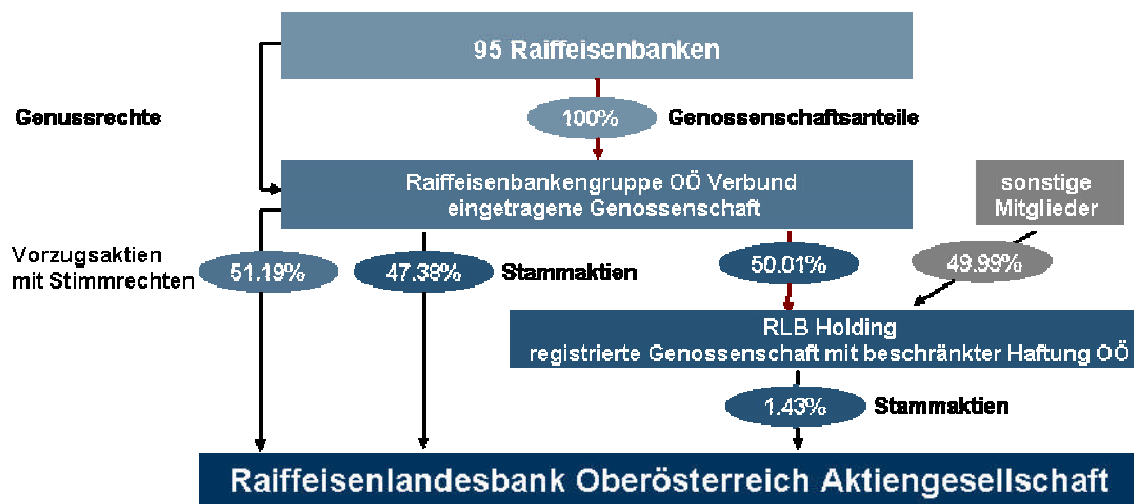 95 Raiffeisenbanken
Genussrechte
100%
Genossenschaftsanteile
Raiffeisenbankengruppe OÖ Verbund
eingetragene Genossenschaft
sonstige
Mitglieder
Vorzugsaktien
mit Stimmrechten
51.19%
47.38%
Stammaktien
50.01%
49.99%
RLB Holding
registrierte Genossenschaft mit beschränkter Haftung OÖ
1.43%
Stammaktien
Raiffeisenlandesbank Oberösterreich Aktiengesellschaft